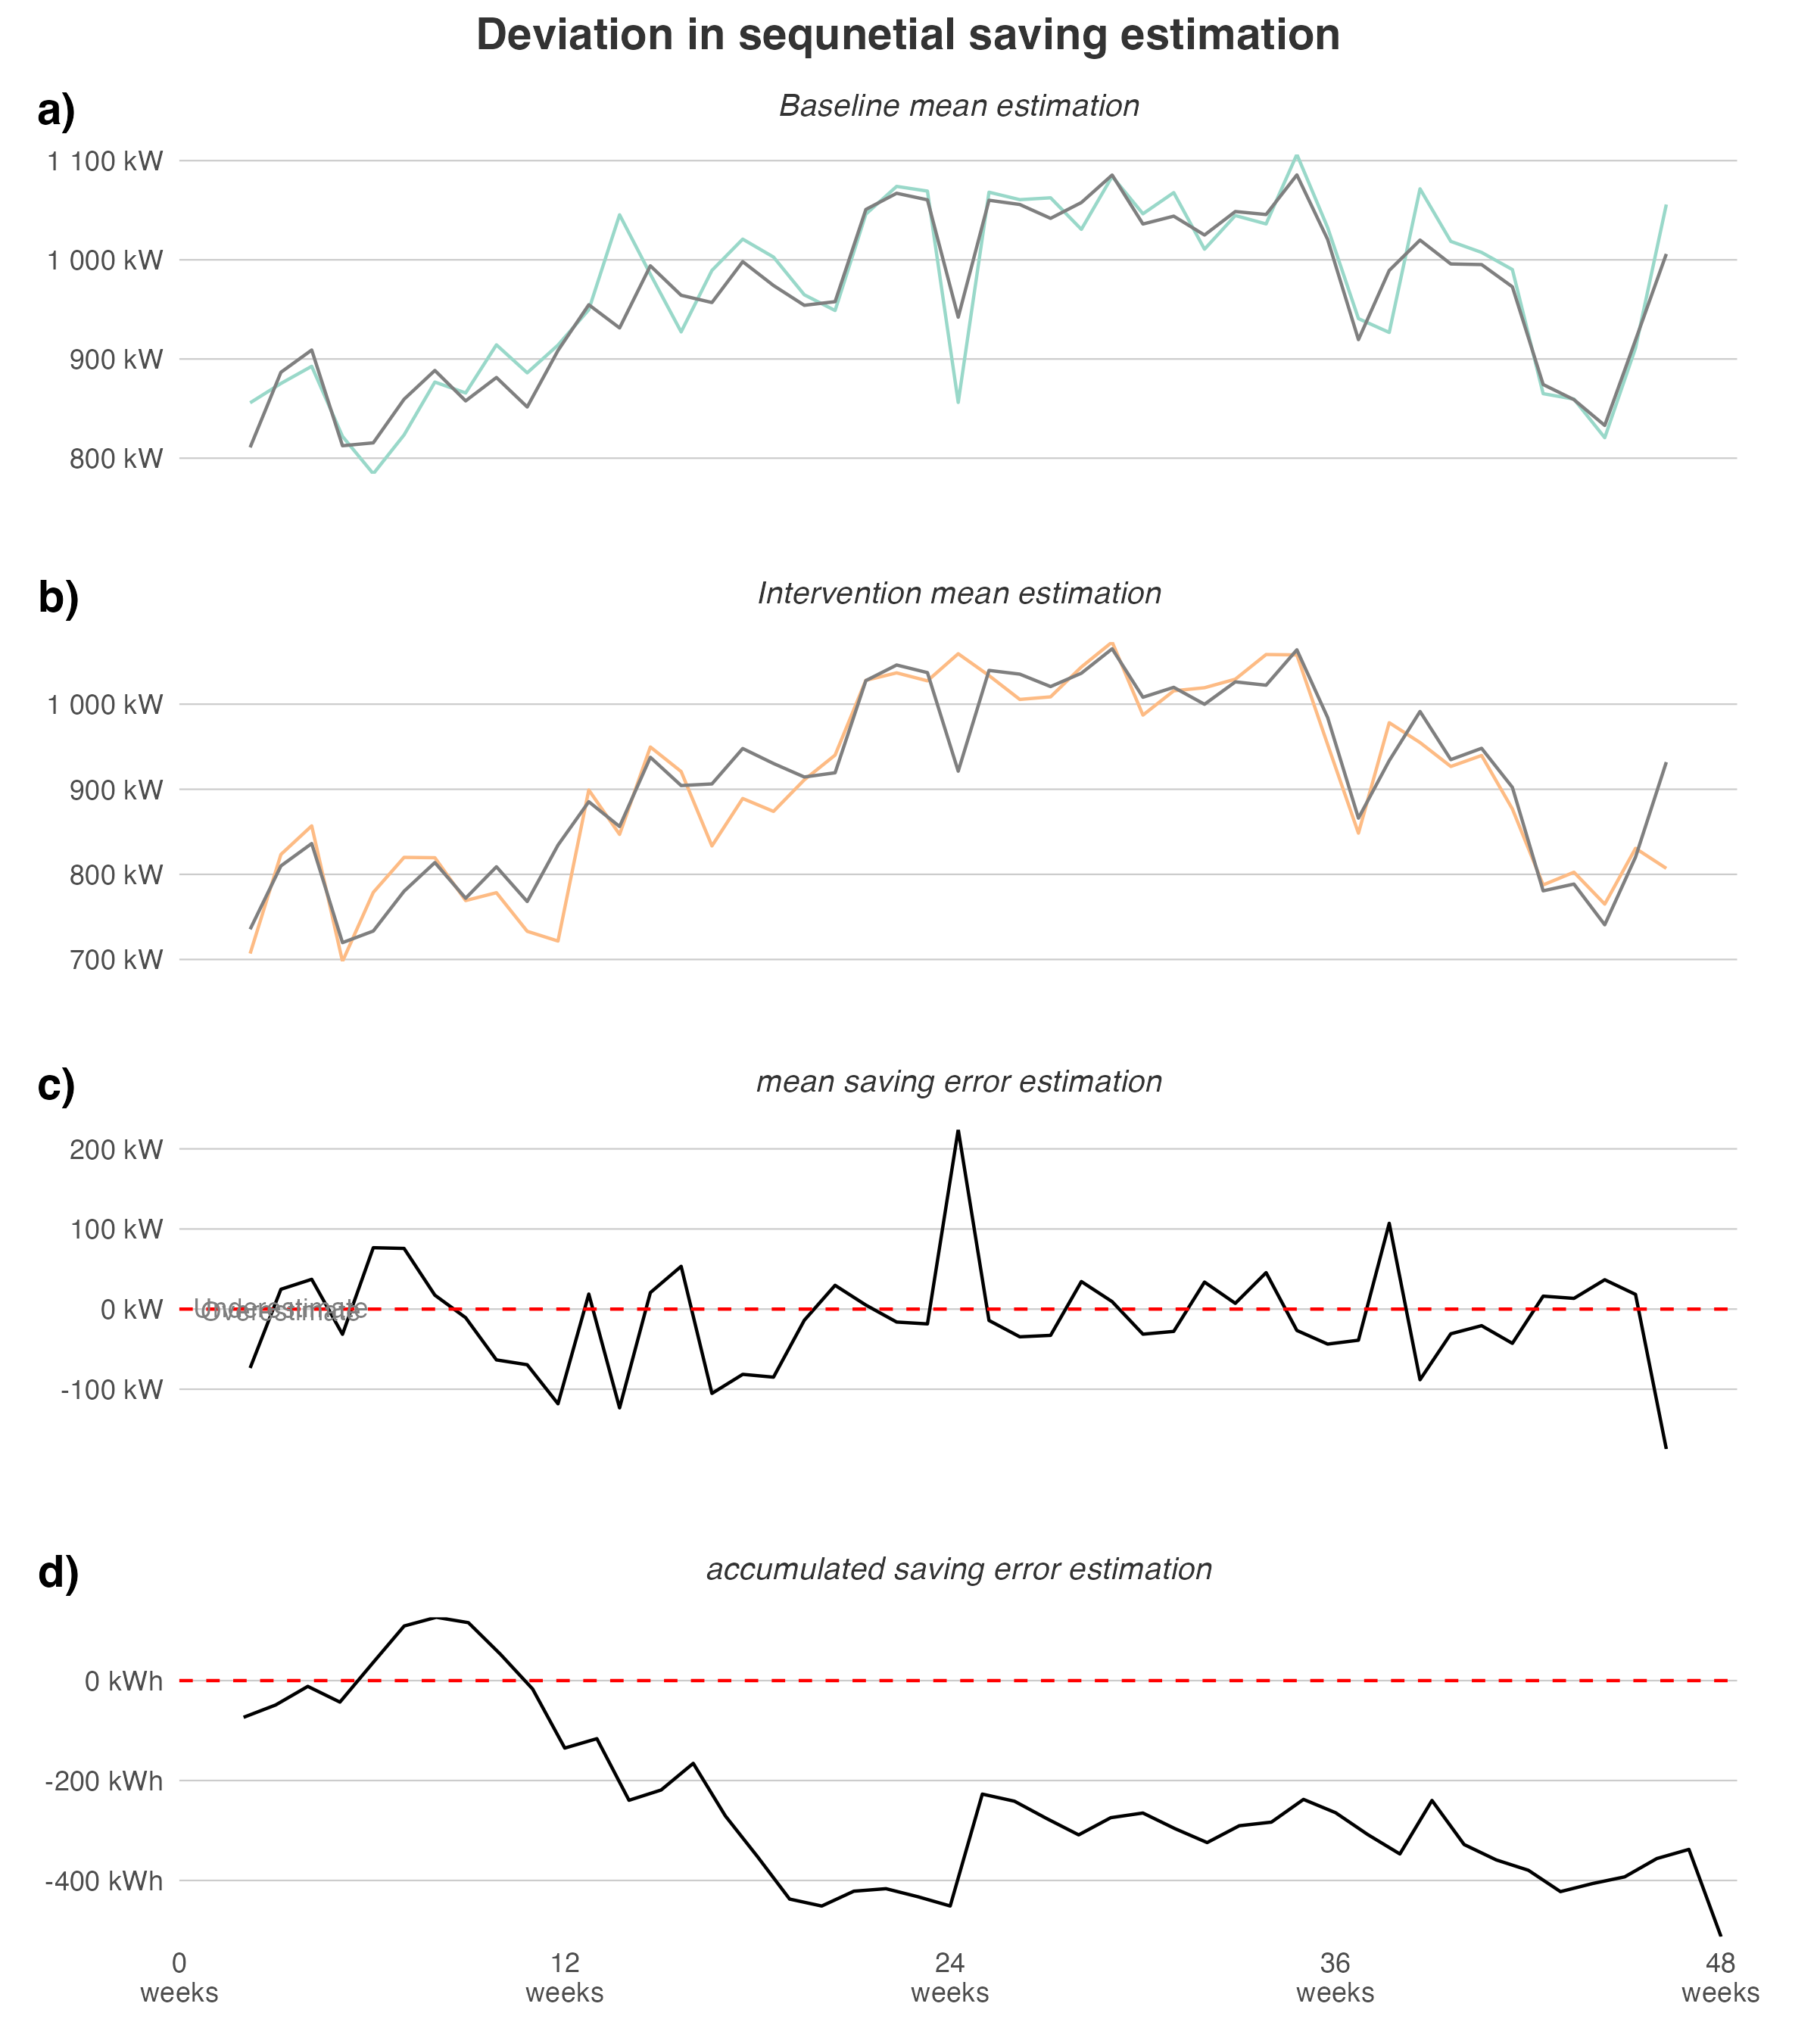 Deviation in sequnetial saving estimation
a)
Baseline mean estimation
1 100 kW
1 000 kW
900 kW
800 kW
b)
Intervention mean estimation
1 000 kW
900 kW
800 kW
700 kW
c)
mean saving error estimation
200 kW
100 kW
0 kW
Underestimate
Overestimate
-100 kW
d)
accumulated saving error estimation
0 kWh
-200 kWh
-400 kWh
0 12 24 36 48
weeks weeks weeks weeks weeks